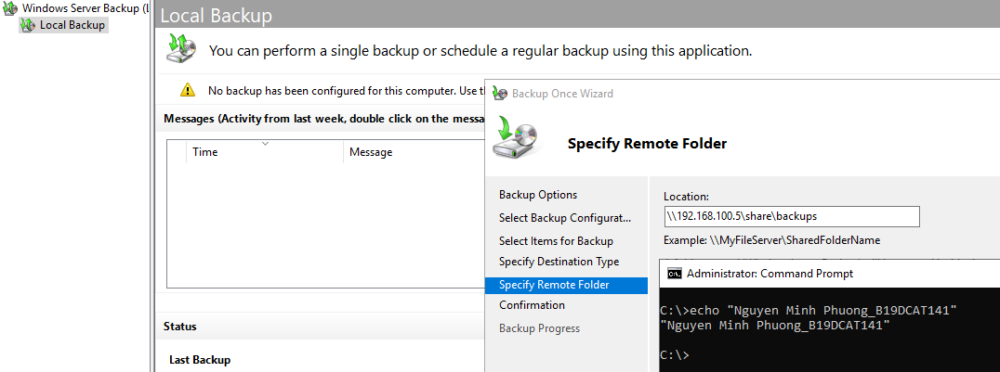 Windows Server Backup (L
Local Backup
Local Backup
You can perform a single backup or schedule a regular backup using this application.
No backup has been configured for this computer. Use th
Messages (Activity from last week, double click on the messa
Time
Message
Status
Last Backup
Backup Once Wizard
Specify Remote Folder
Backup Options
Select Backup Configurat...
Select Items for Backup
Specify Destination Type
Specify Remote Folder
Confirmation
Backup Progress
Location:
\\192.168.100.5\share\backups
Example: \\MyFileServer\SharedFolderName
Administrator: Command Prompt
C:\>echo "Nguyen Minh Phuong_B19DCAT141"
"Nguyen Minh Phuong_B19DCAT141"
C:\>